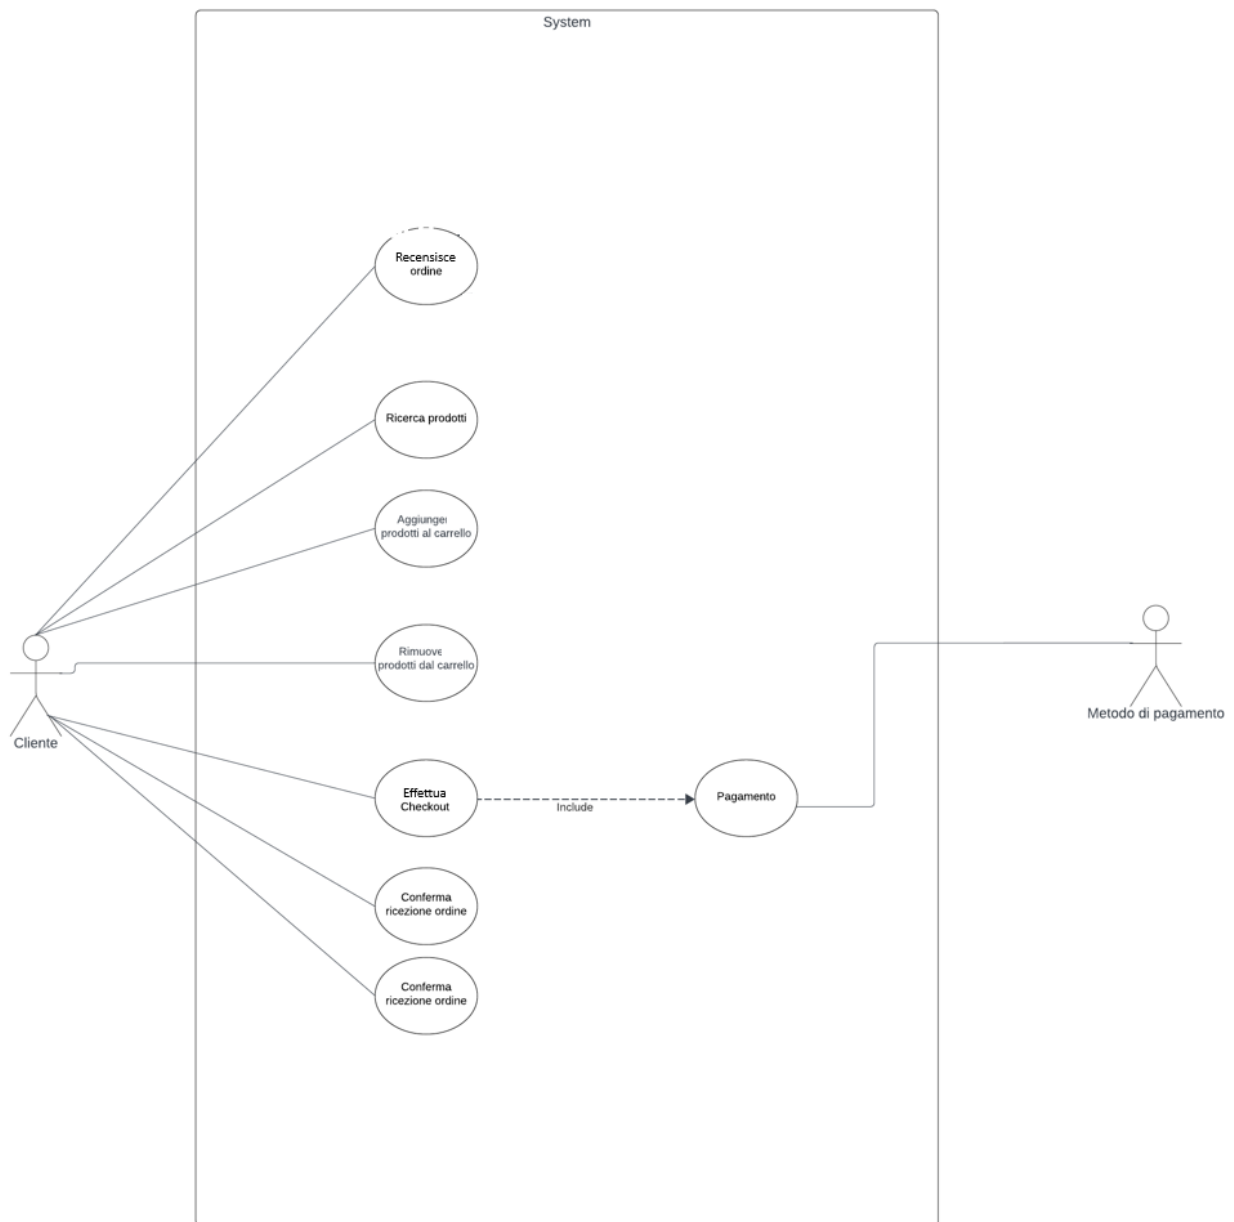 System
Recensisce
ordine
Ricerca prodotti
Aggiunge
prodotti al carrello
Rimuove
prodotti dal carrello
Cliente
Metodo di pagamento
Effettua
Checkout
Include
Pagamento
Conferma
ricezione ordine
Conferma
ricezione ordine